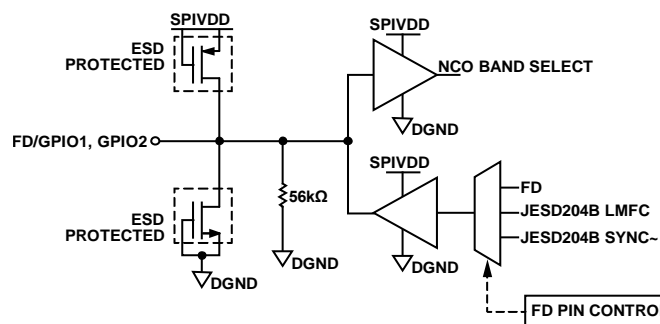 SPIVDD
ESD
PROTECTED
SPIVDD
NCO BAND SELECT
DGND
FD/GPIO1, GPIO2
SPIVDD
56kΩ
FD
JESD204B LMFC
JESD204B SYNC~
ESD
PROTECTED
DGND
DGND
DGND
FD PIN CONTRO